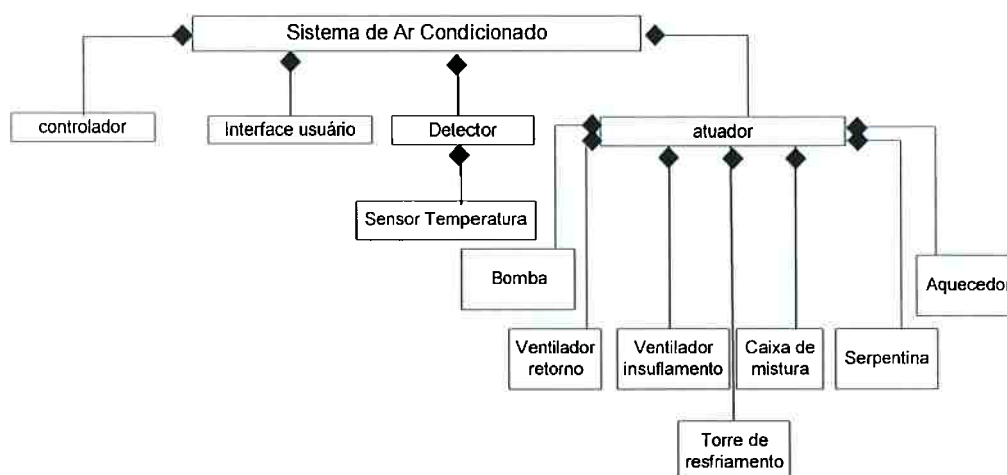 Sistema de Ar Condicionado
controlador
Interface usuário
Detector
atuador
Sensor Temperatura
Bomba
Aquecedor
Ventilador
retorno
Ventilador
insuflamento
Caixa de
mistura
Serpentina
Torre de
resfriamento